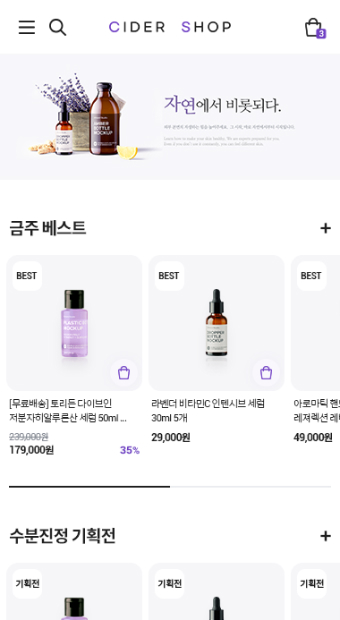 CIDER SHOP
3
자연에서 비롯되다.
금주 베스트
+
BEST
BEST
BEST
[무료배송] 토리든 다이브인
저분자히알루론산 세럼 50ml ...
239,000원
179,000원 35%
라벤더 비타민C 인텐시브 세럼
30ml 5개
29,000원
아로마틱 핸
레져렉션
49,000원
수분진정 기획전
+
기획전
기획전
기획전